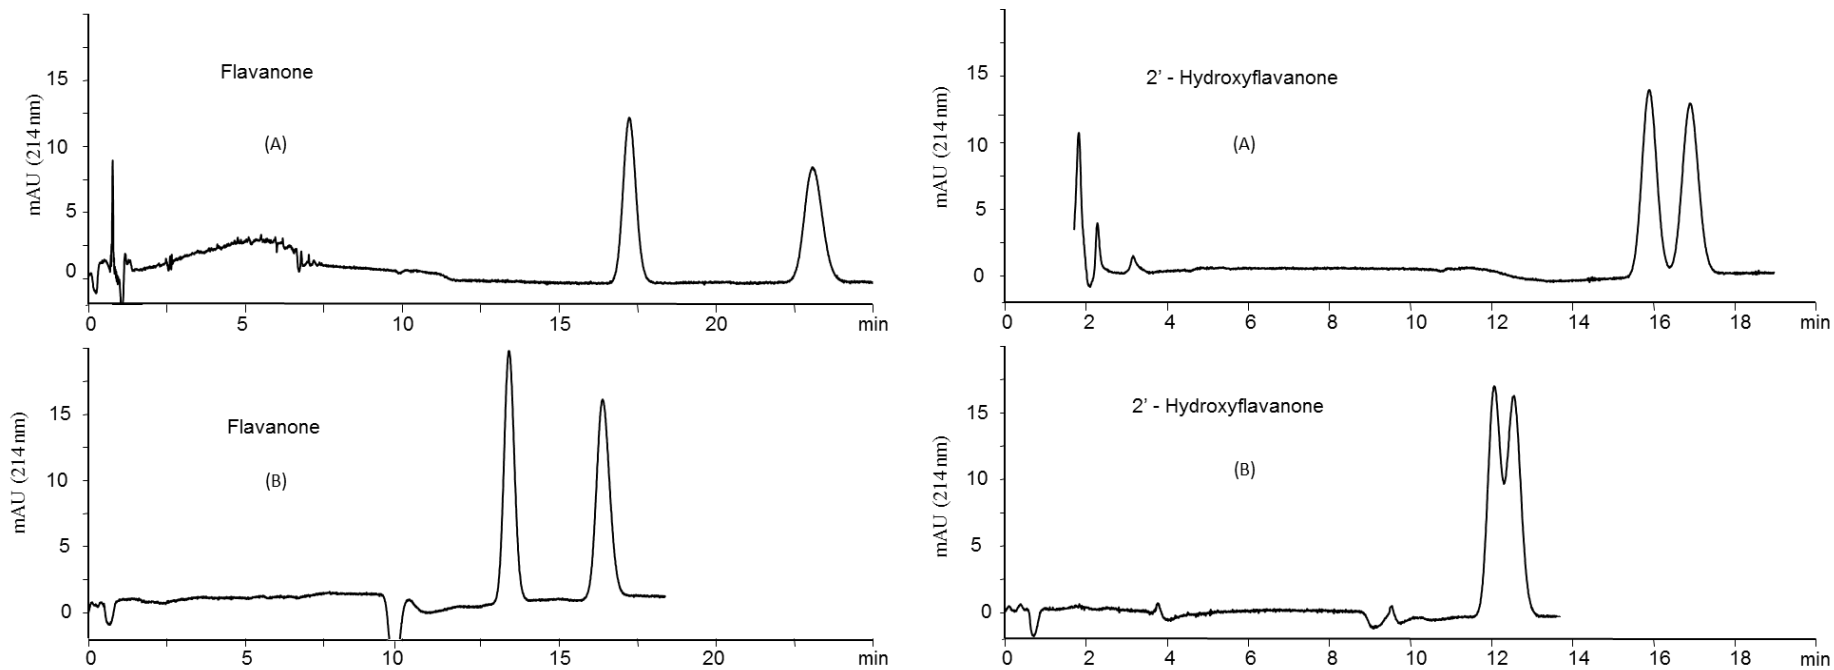 Flavanone
(A)
mAU (214 nm)
15
10
5
0
0 5 10 15 20 min
2' - Hydroxyflavanone
(A)
mAU (214 nm)
15
10
5
0
0 2 4 6 8 10 12 14 16 18 min
Flavanone
(B)
mAU (214 nm)
15
10
5
0
0 5 10 15 20 min
2' - Hydroxyflavanone
(B)
mAU (214 nm)
15
10
5
0
0 2 4 6 8 10 12 14 16 18 min